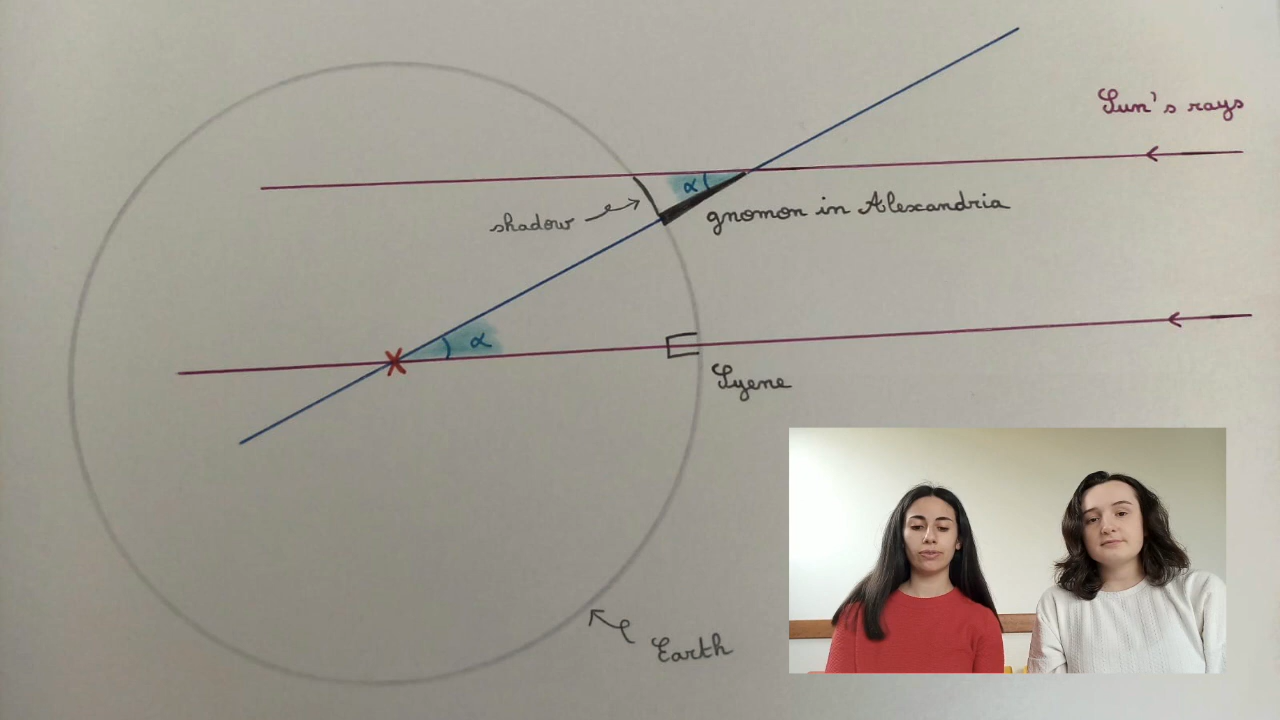 Sun's rays
α
gnomon in Alexandria
shadow
α
Syene
Earth